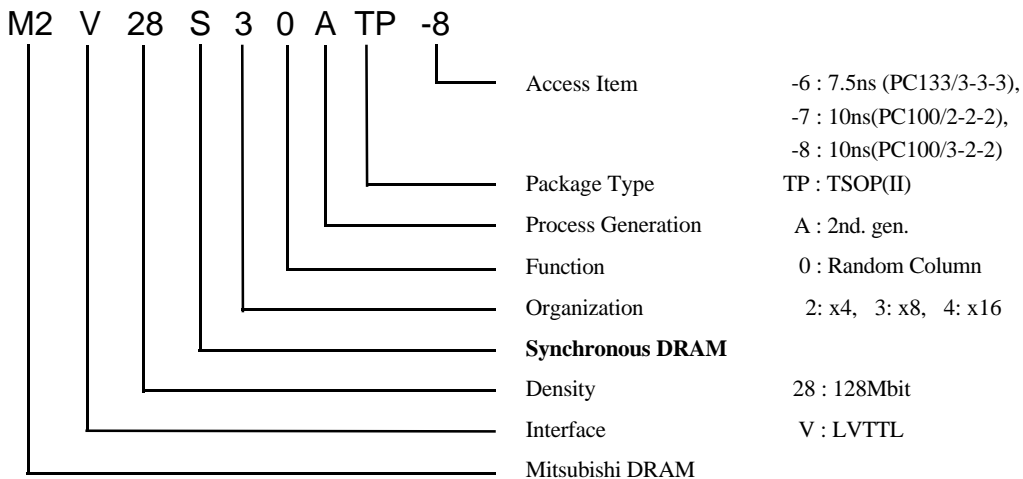 M2 V 28 S 3 0 A TP -8
Access Item -6 : 7.5ns (PC133/3-3-3),
-7 : 10ns(PC100/2-2-2),
-8 : 10ns(PC100/3-2-2)
Package Type TP : TSOP(II)
Process Generation A : 2nd. gen.
Function 0 : Random Column
Organization 2: x4, 3: x8, 4: x16
Synchronous DRAM
Density 28 : 128Mbit
Interface V : LVTTL
Mitsubishi DRAM